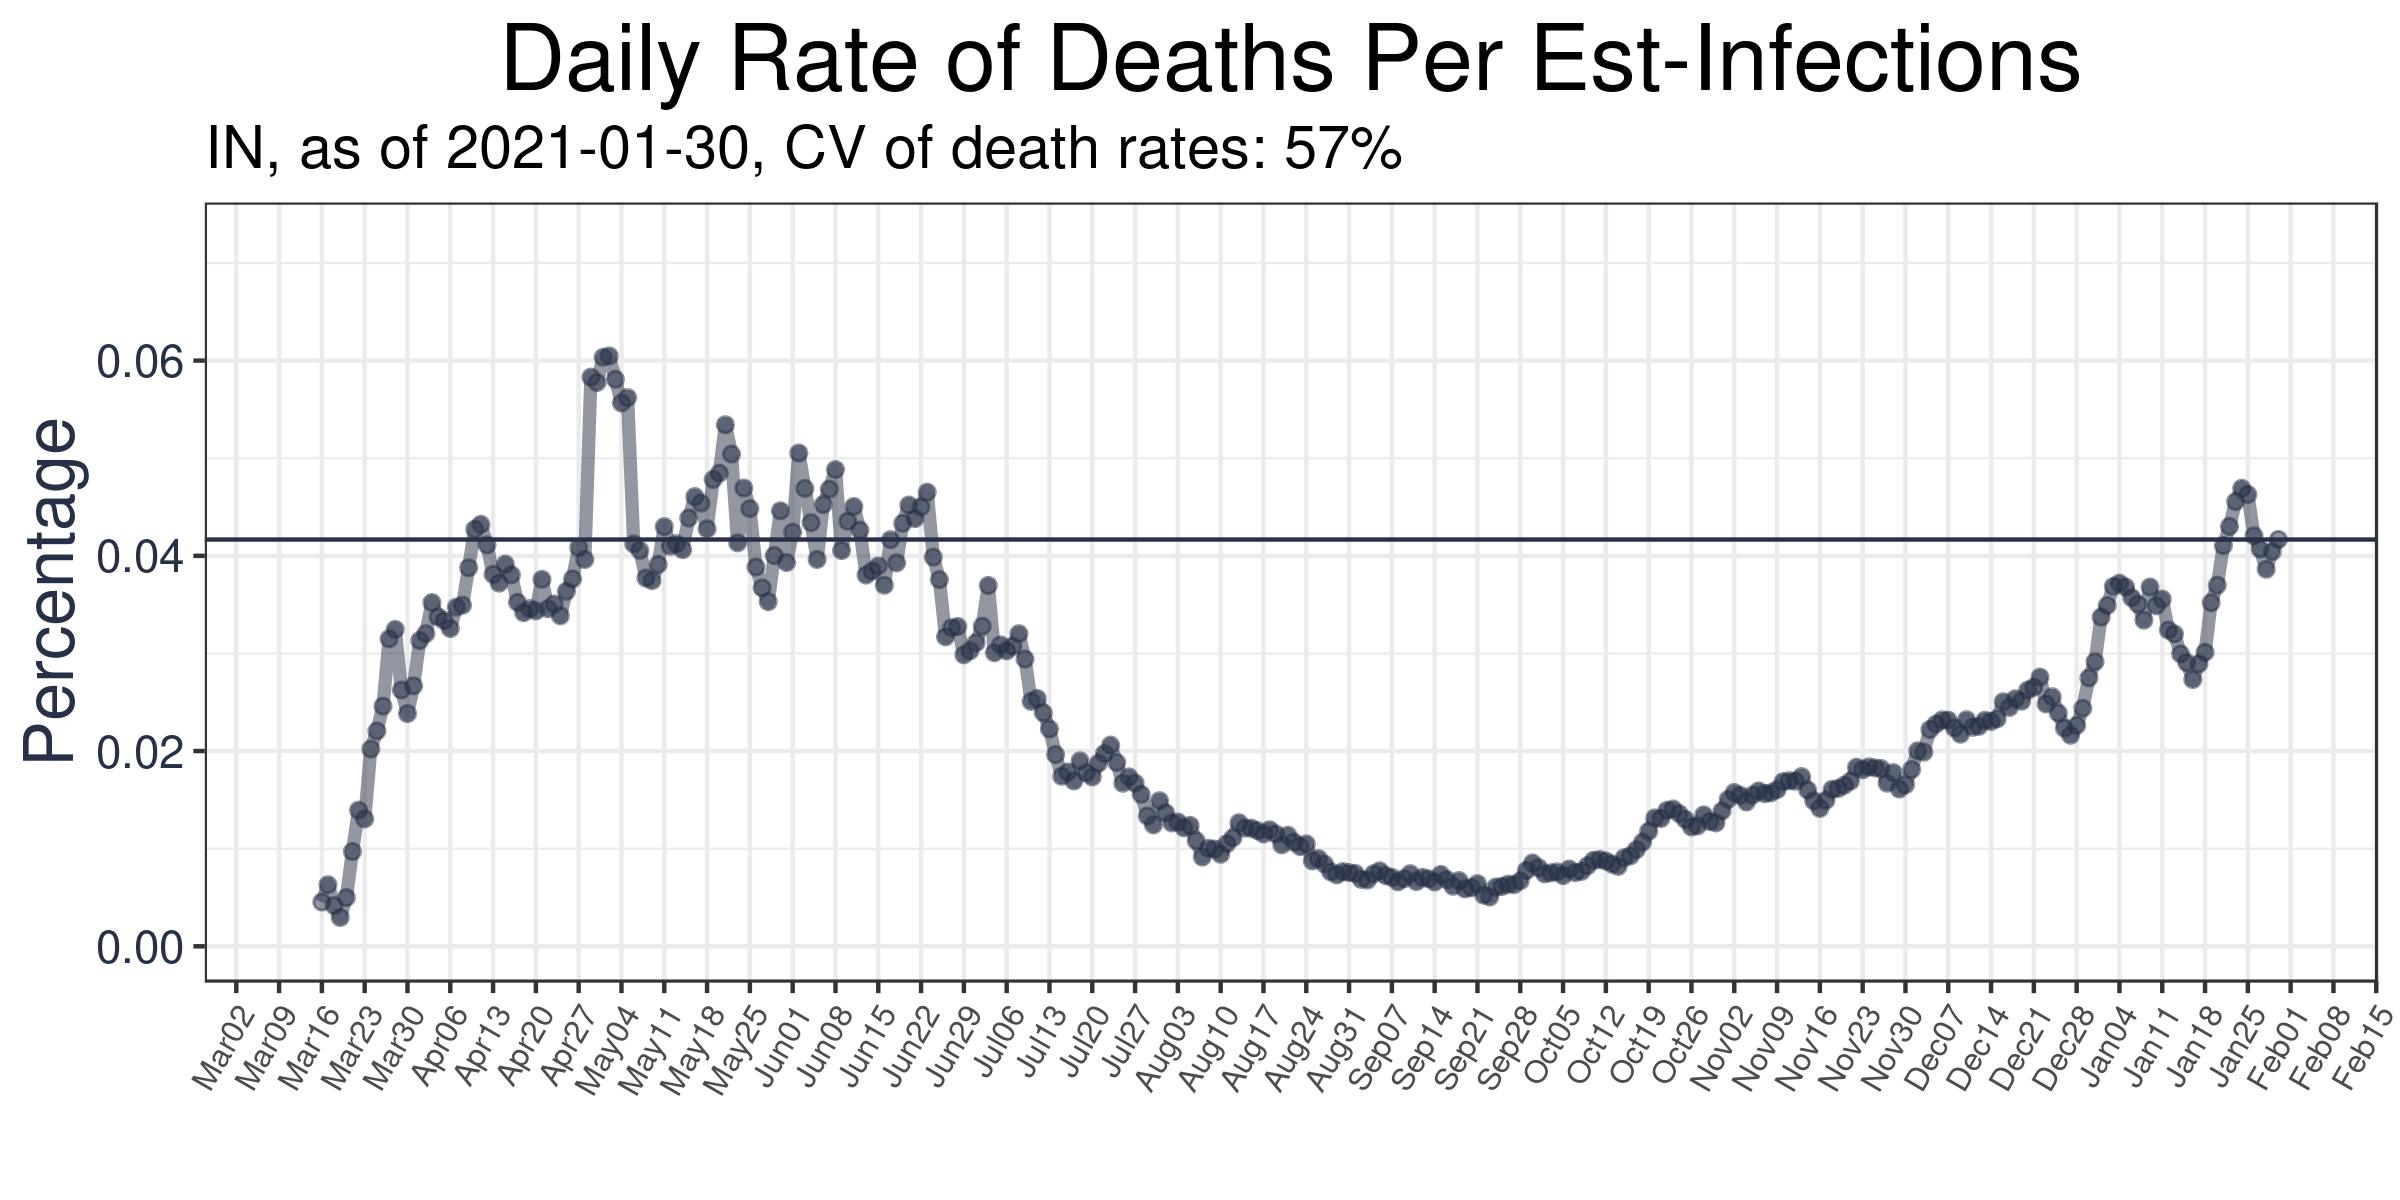 Daily Rate of Deaths Per Est-Infections
IN, as of 2021-01-30, CV of death rates: 57%
Percentage
0.06
0.04
0.02
0.00
Mar02
Mar09
Mar16
Mar23
Mar30
Apr06
Apr13
Apr20
Apr27
May04
May11
May18
May25
Jun01
Jun08
Jun15
Jun22
Jun29
Jul06
Jul13
Jul20
Jul27
Aug03
Aug10
Aug17
Aug24
Aug31
Sep07
Sep14
Sep21
Sep28
Oct05
Oct12
Oct19
Oct26
Nov02
Nov09
Nov16
Nov23
Nov30
Dec07
Dec14
Dec21
Dec28
Jan04
Jan11
Jan18
Jan25
Feb01
Feb08
Feb15